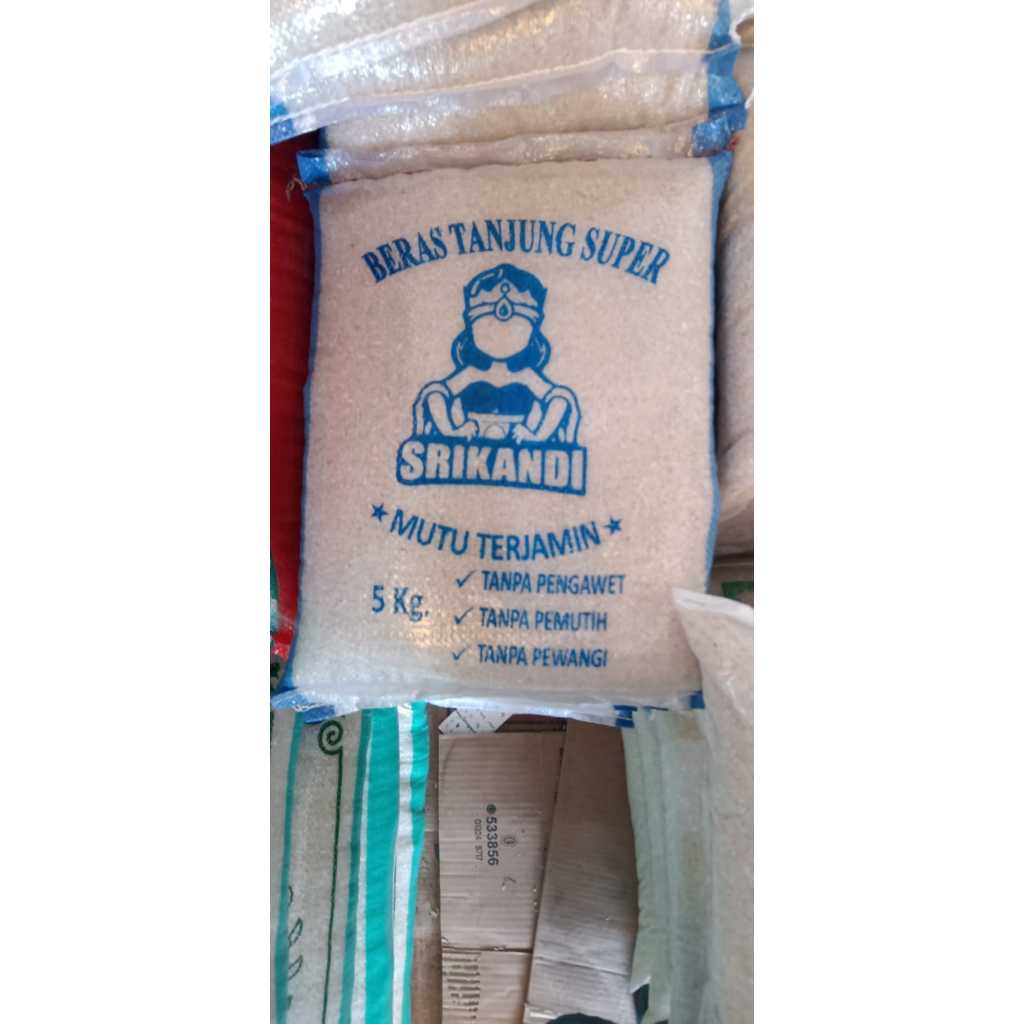 BERAS TANJUNG SUPER
SRIKANDI
★ MUTU TERJAMIN ★
5 Kg.
✓ TANPA PENGAWET
✓ TANPA PEMUTIH
✓ TANPA PEWANGI
533856